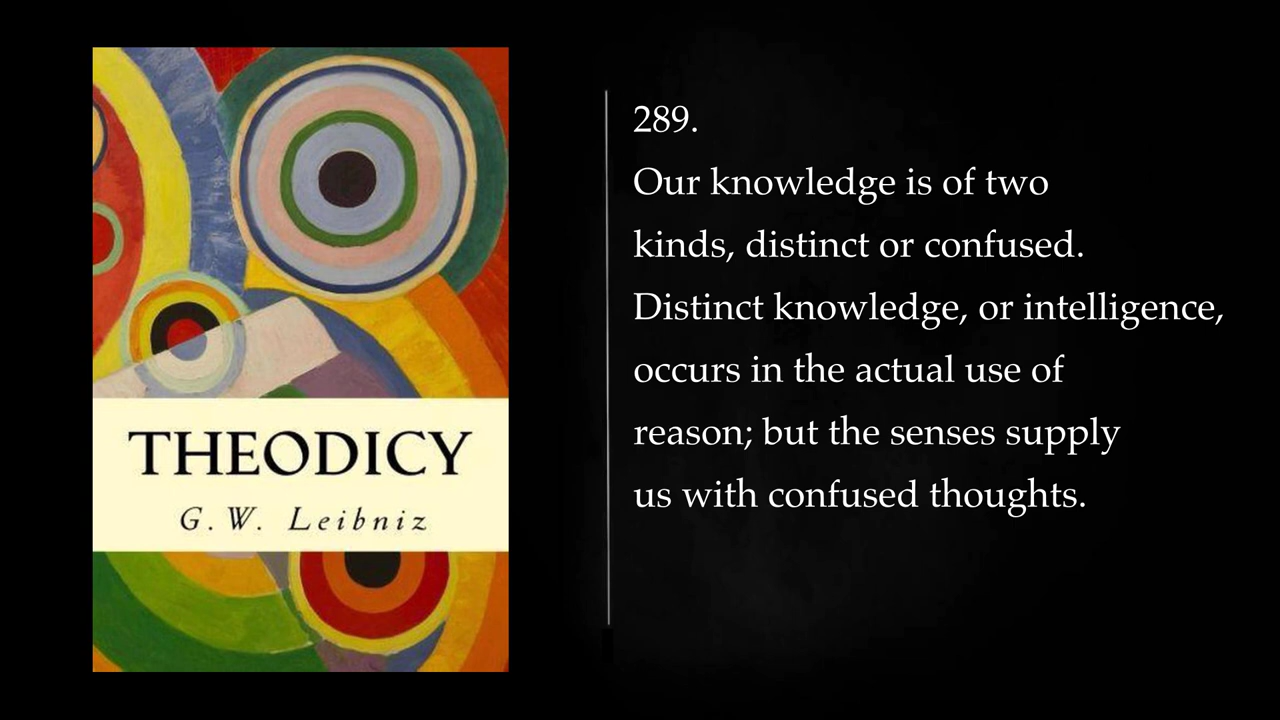 THEODICY
G.W. Leibniz
289.
Our knowledge is of two
kinds, distinct or confused.
Distinct knowledge, or intelligence,
occurs in the actual use of
reason; but the senses supply
us with confused thoughts.